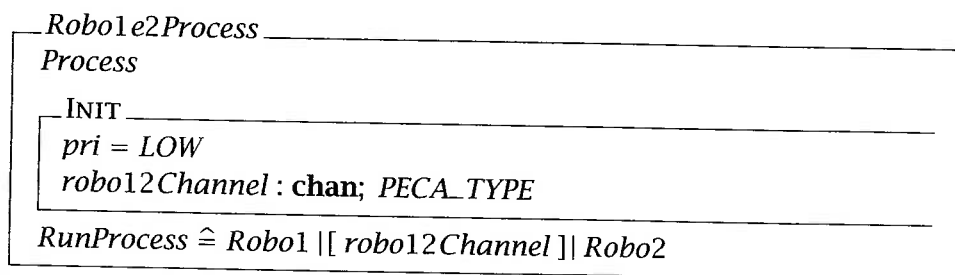 Robo1e2Process
Process
INIT
pri = LOW
robo12Channel : chan; PECA_TYPE
RunProcess ≙ Robo1 |[ robo12Channel ]| Robo2